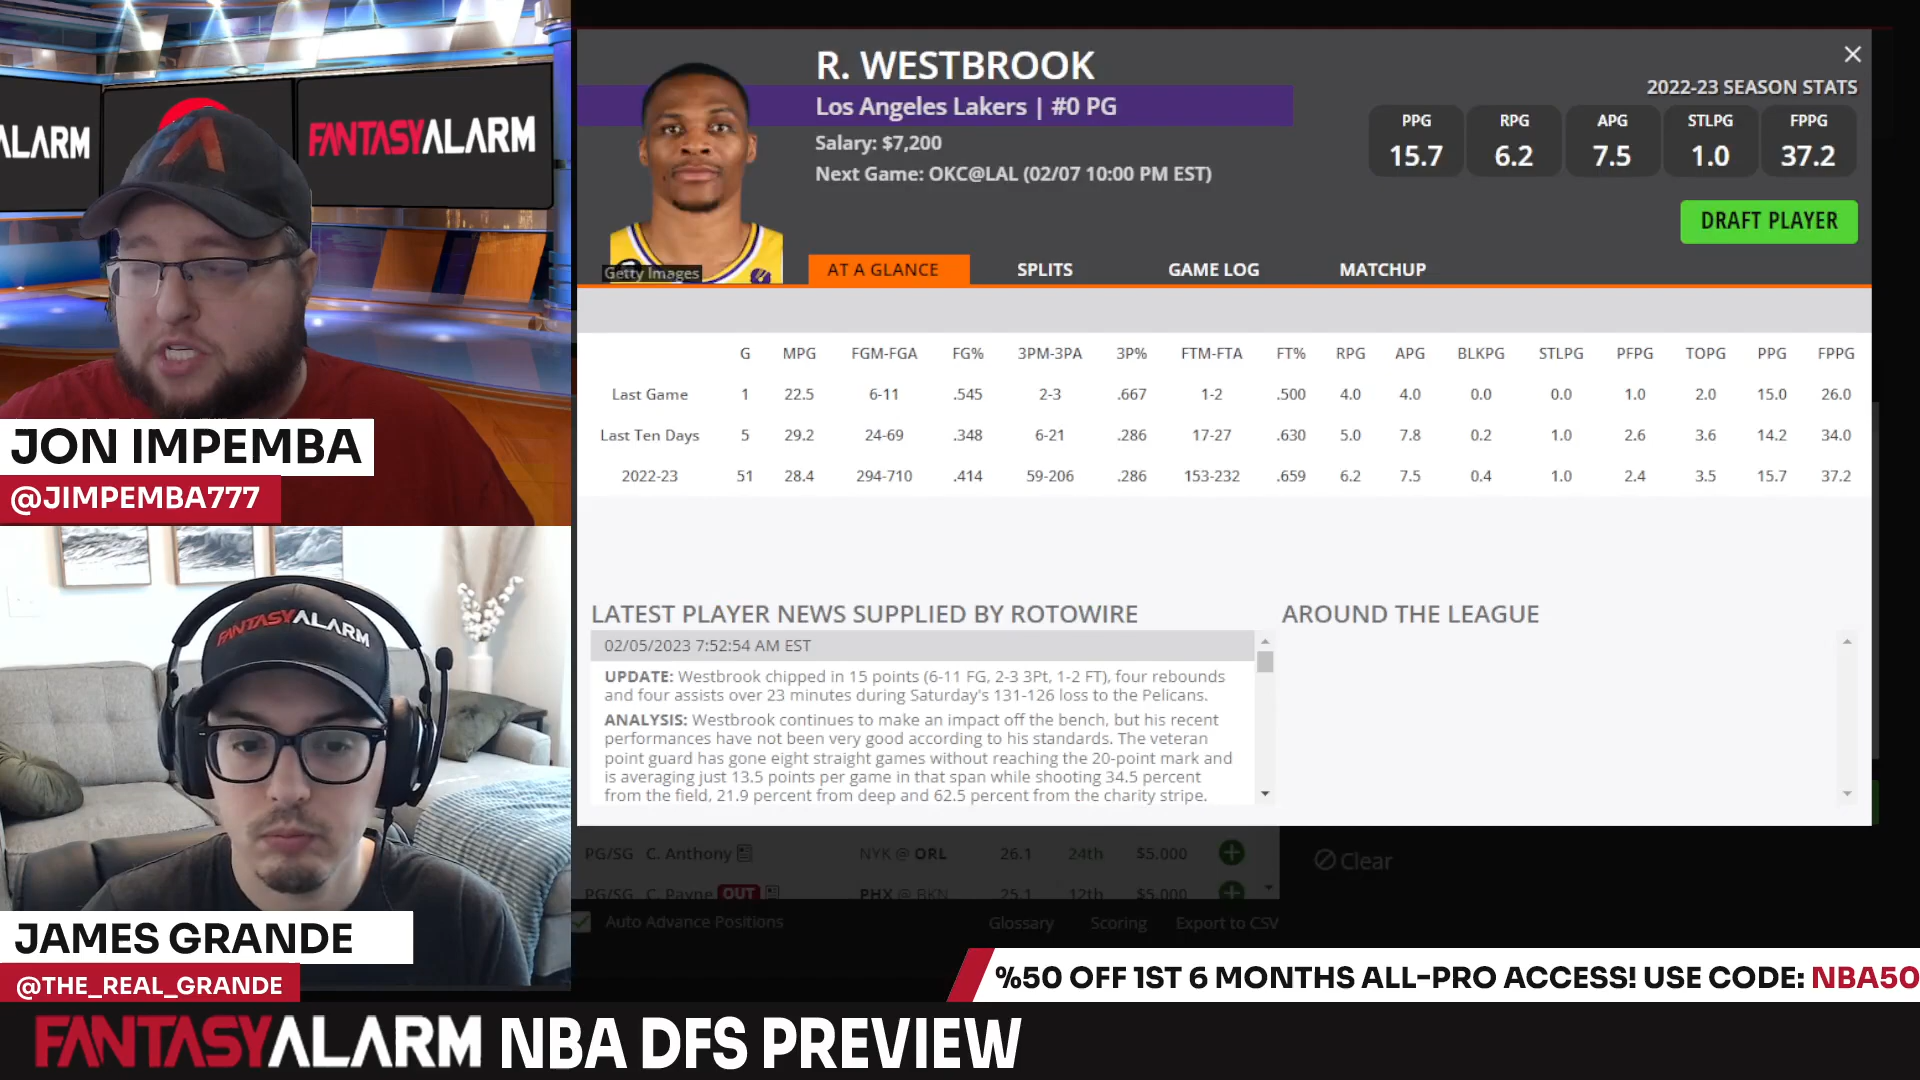 ALARM
FANTASYALARM
JON IMPEMBA
@JIMPEMBA777
FANTASYALARM
JAMES GRANDE
@THE_REAL_GRANDE
R. WESTBROOK
Los Angeles Lakers | #0 PG
Salary: $7,200
Next Game: OKC@LAL (02/07 10:00 PM EST)
Getty Images
2022-23 SEASON STATS
PPG RPG APG STLPG FPPG
15.7 6.2 7.5 1.0 37.2
DRAFT PLAYER
AT A GLANCE SPLITS GAME LOG MATCHUP
G MPG FGM-FGA FG% 3PM-3PA 3P% FTM-FTA FT% RPG APG BLKPG STLPG PFPG TOPG PPG FPPG
Last Game 1 22.5 6-11 .545 2-3 .667 1-2 .500 4.0 4.0 0.0 0.0 1.0 2.0 15.0 26.0
Last Ten Days 5 29.2 24-69 .348 6-21 .286 17-27 .630 5.0 7.8 0.2 1.0 2.6 3.6 14.2 34.0
2022-23 51 28.4 294-710 .414 59-206 .286 153-232 .659 6.2 7.5 0.4 1.0 2.4 3.5 15.7 37.2
LATEST PLAYER NEWS SUPPLIED BY ROTOWIRE
02/05/2023 7:52:54 AM EST
UPDATE: Westbrook chipped in 15 points (6-11 FG, 2-3 3Pt, 1-2 FT), four rebounds
and four assists over 23 minutes during Saturday's 131-126 loss to the Pelicans.
ANALYSIS: Westbrook continues to make an impact off the bench, but his recent
performances have not been very good according to his standards. The veteran
point guard has gone eight straight games without reaching the 20-point mark and
is averaging just 13.5 points per game in that span while shooting 34.5 percent
from the field, 21.9 percent from deep and 62.5 percent from the charity stripe.
AROUND THE LEAGUE
PG/SG C. Anthony NYK @ ORL 26.1 24th $5,000
PG/SG C. Payne OUT PHX @ BKN 25.1 12th $5,000
Clear
Auto Advance Positions Glossary Scoring Export to CSV
%50 OFF 1ST 6 MONTHS ALL-PRO ACCESS! USE CODE: NBA50
FANTASYALARM NBA DFS PREVIEW